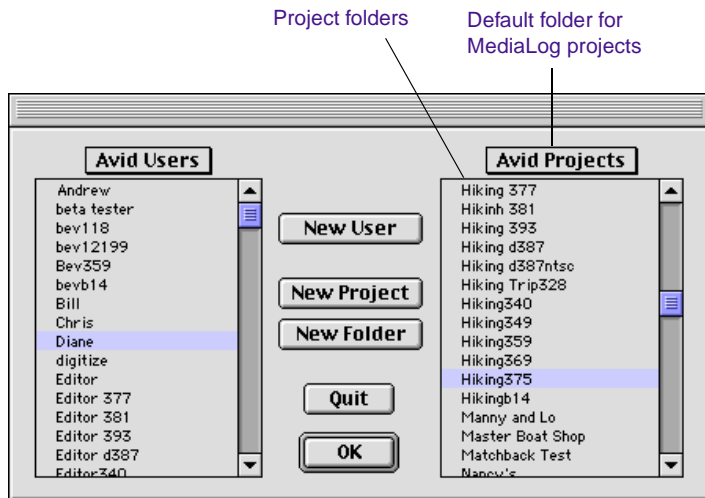 Project folders
Default folder for
MediaLog projects
Avid Users
Andrew
beta tester
bev118
bev12199
Bev359
bevb14
Bill
Chris
Diane
digitize
Editor
Editor 377
Editor 381
Editor 393
Editor d387
Editor340
New User
New Project
New Folder
Quit
OK
Avid Projects
Hiking 377
Hikinh 381
Hiking 393
Hiking d387
Hiking d387ntsc
Hiking Trip328
Hiking340
Hiking349
Hiking359
Hiking369
Hiking375
Hikingb14
Manny and Lo
Master Boat Shop
Matchback Test
Nancy's